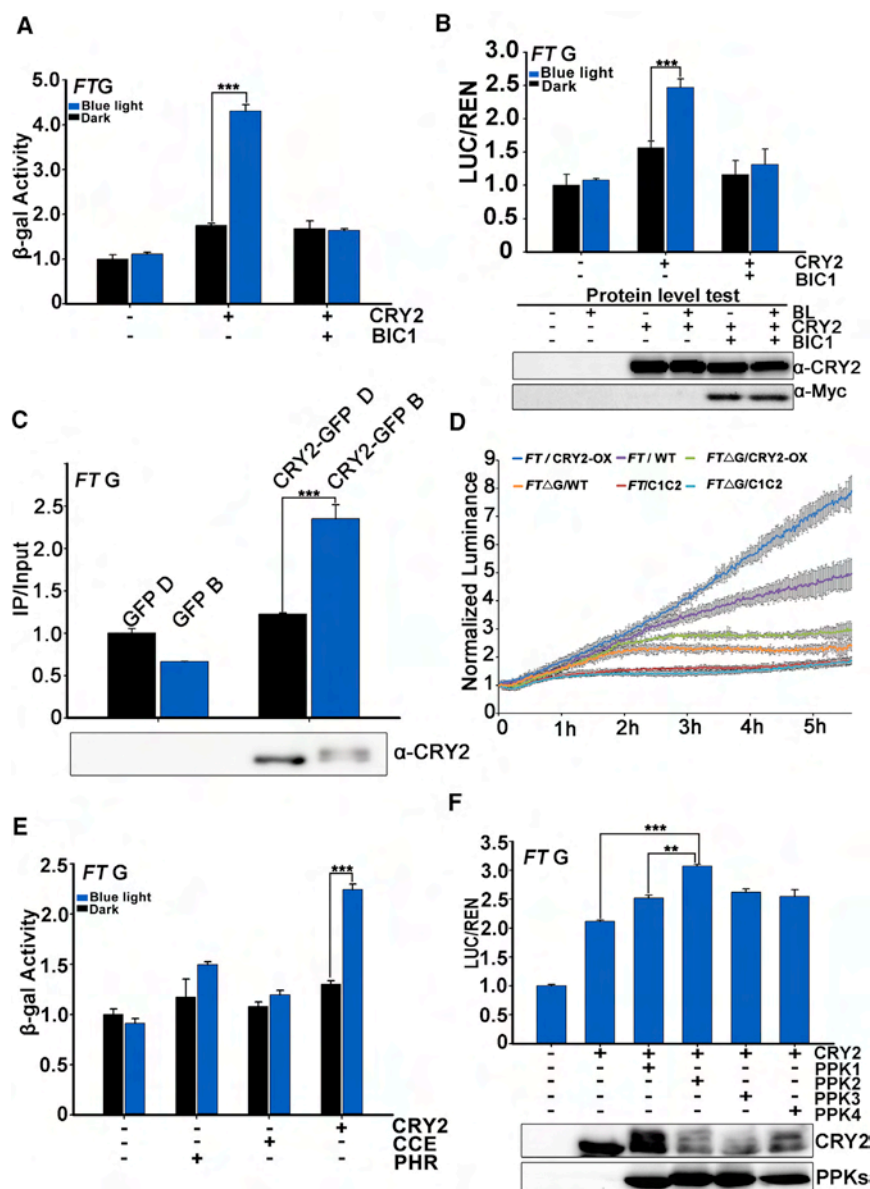 A
FT G
Blue light
Dark
β-gal Activity
5.0
4.0
3.0
2.0
1.0
0.0
***
- + + CRY2
- - + BIC1
B
FT G
Blue light
Dark
LUC/REN
3.0
2.5
2.0
1.5
1.0
0.5
0
***
- + + CRY2
- - + BIC1
Protein level test
- + - + - + BL
- - + + + + CRY2
- - - - + + BIC1
α-CRY2
α-Myc
C
FT G
IP/Input
2.5
2.0
1.5
1.0
0.5
0
GFP D
GFP B
CRY2-GFP D
CRY2-GFP B
***
α-CRY2
D
Normalized Luminance
9
8
7
6
5
4
3
2
1
0
FT / CRY2-OX
FT / WT
FT△G/CRY2-OX
FT△G/WT
FT/C1C2
FT△G/C1C2
0 1h 2h 3h 4h 5h
E
FT G
Blue light
Dark
β-gal Activity
2.5
2.0
1.5
1.0
0.5
0
***
- - - + CRY2
- - + - CCE
- + - - PHR
F
FT G
LUC/REN
3.5
3.0
2.5
2.0
1.5
1.0
0.5
0.0
***
**
- + + + + + CRY2
- - + - - - PPK1
- - - + - - PPK2
- - - - + - PPK3
- - - - - + PPK4
CRY2
PPKs